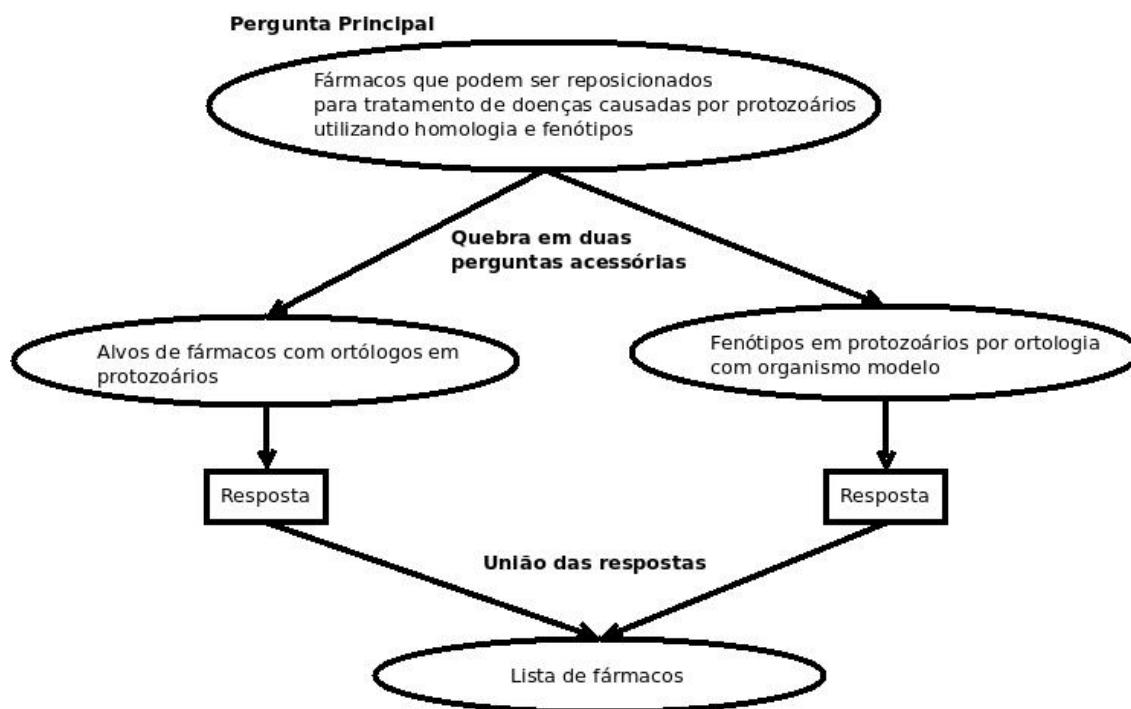 Pergunta Principal
Fármacos que podem ser reposicionados
para tratamento de doenças causadas por protozoários
utilizando homologia e fenótipos
Quebra em duas
perguntas acessórias
Alvos de fármacos com ortólogos em
protozoários
Fenótipos em protozoários por ortologia
com organismo modelo
Resposta
Resposta
União das respostas
Lista de fármacos